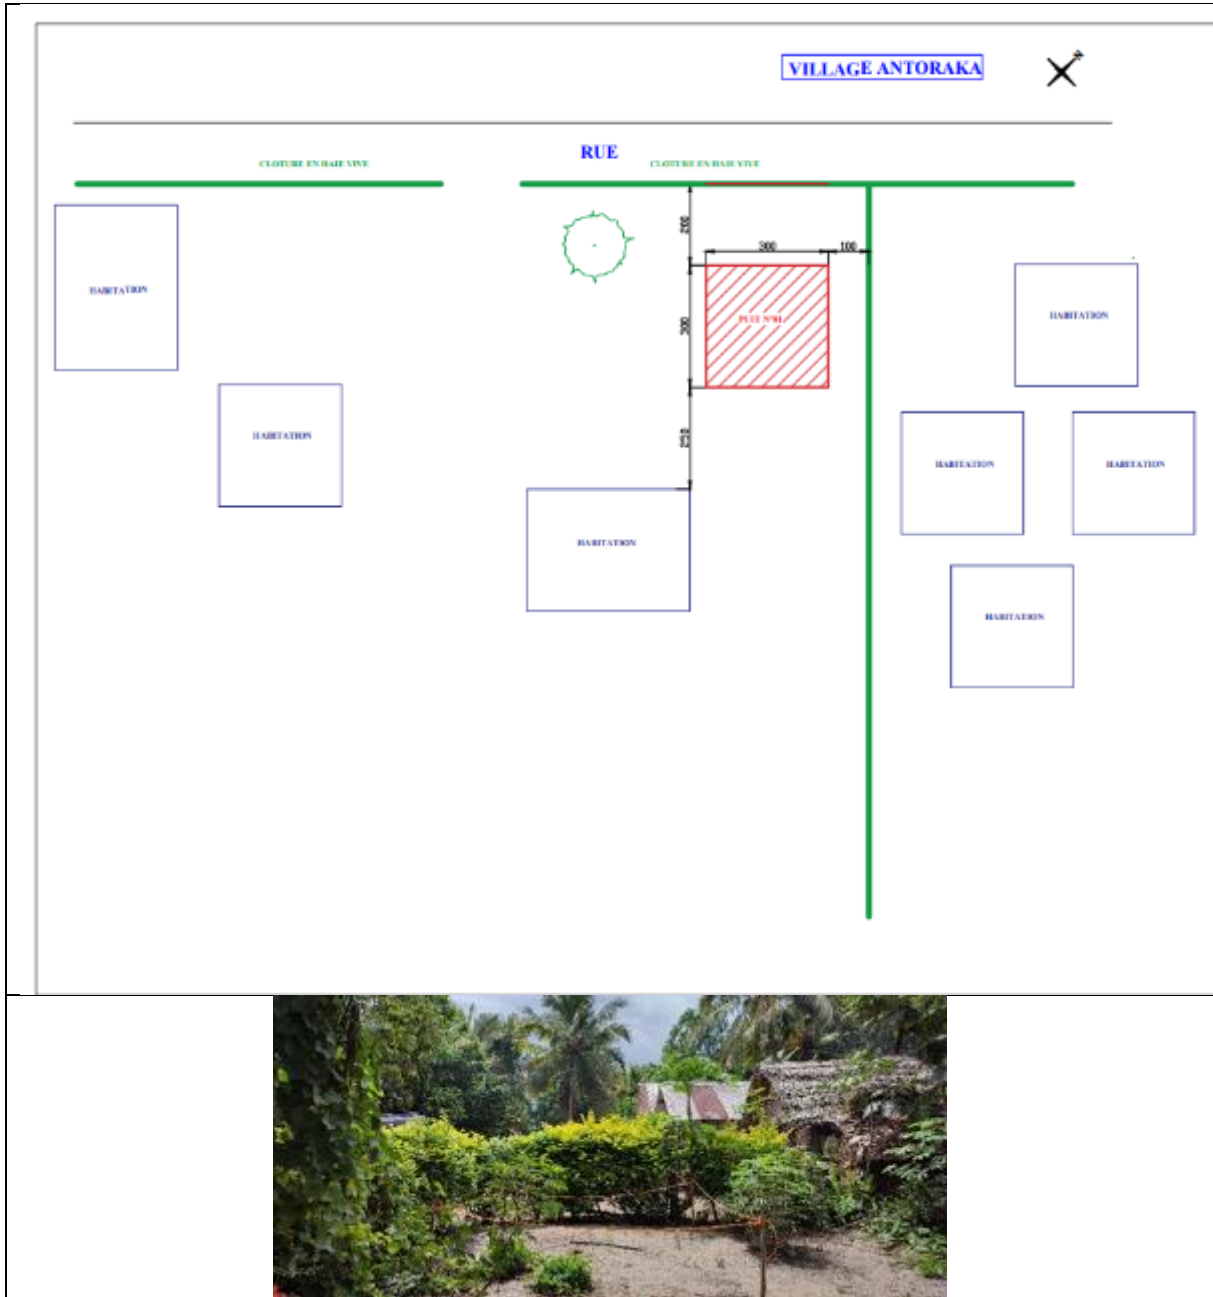 VILLAGE ANTORAKA
RUE
CLOTURE EN HAIE VIVE
CLOTURE EN HAIE VIVE
200
300
100
HABITATION
300
PUIT N°01
HABITATION
HABITATION
250
HABITATION
HABITATION
HABITATION
HABITATION